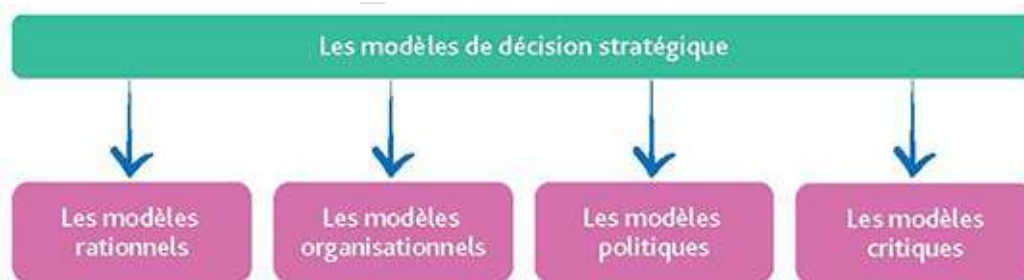 Les modèles de décision stratégique
Les modèles
rationnels
Les modèles
organisationnels
Les modèles
politiques
Les modèles
critiques